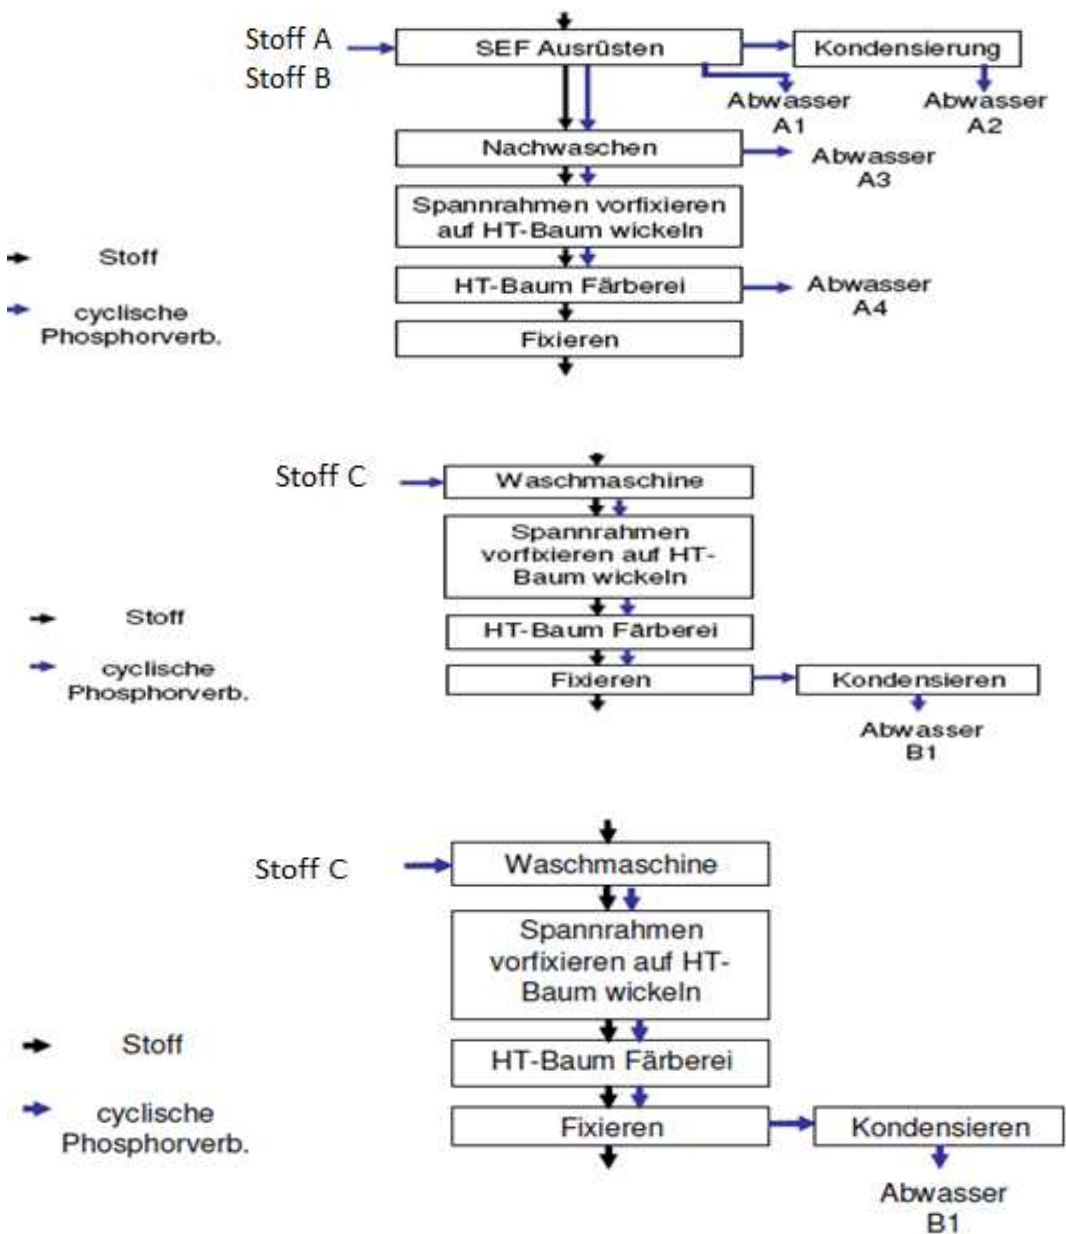 Stoff A
Stoff B
SEF Ausrüsten
Kondensierung
Abwasser
A1
Abwasser
A2
Nachwaschen
Abwasser
A3
Spannrahmen vorfixieren
auf HT-Baum wickeln
Stoff
HT-Baum Färberei
Abwasser
A4
cyclische
Phosphorverb.
Fixieren
Stoff C
Waschmaschine
Spannrahmen
vorfixieren auf HT-
Baum wickeln
Stoff
HT-Baum Färberei
cyclische
Phosphorverb.
Fixieren
Kondensieren
Abwasser
B1
Stoff C
Waschmaschine
Spannrahmen
vorfixieren auf HT-
Baum wickeln
Stoff
HT-Baum Färberei
cyclische
Phosphorverb.
Fixieren
Kondensieren
Abwasser
B1